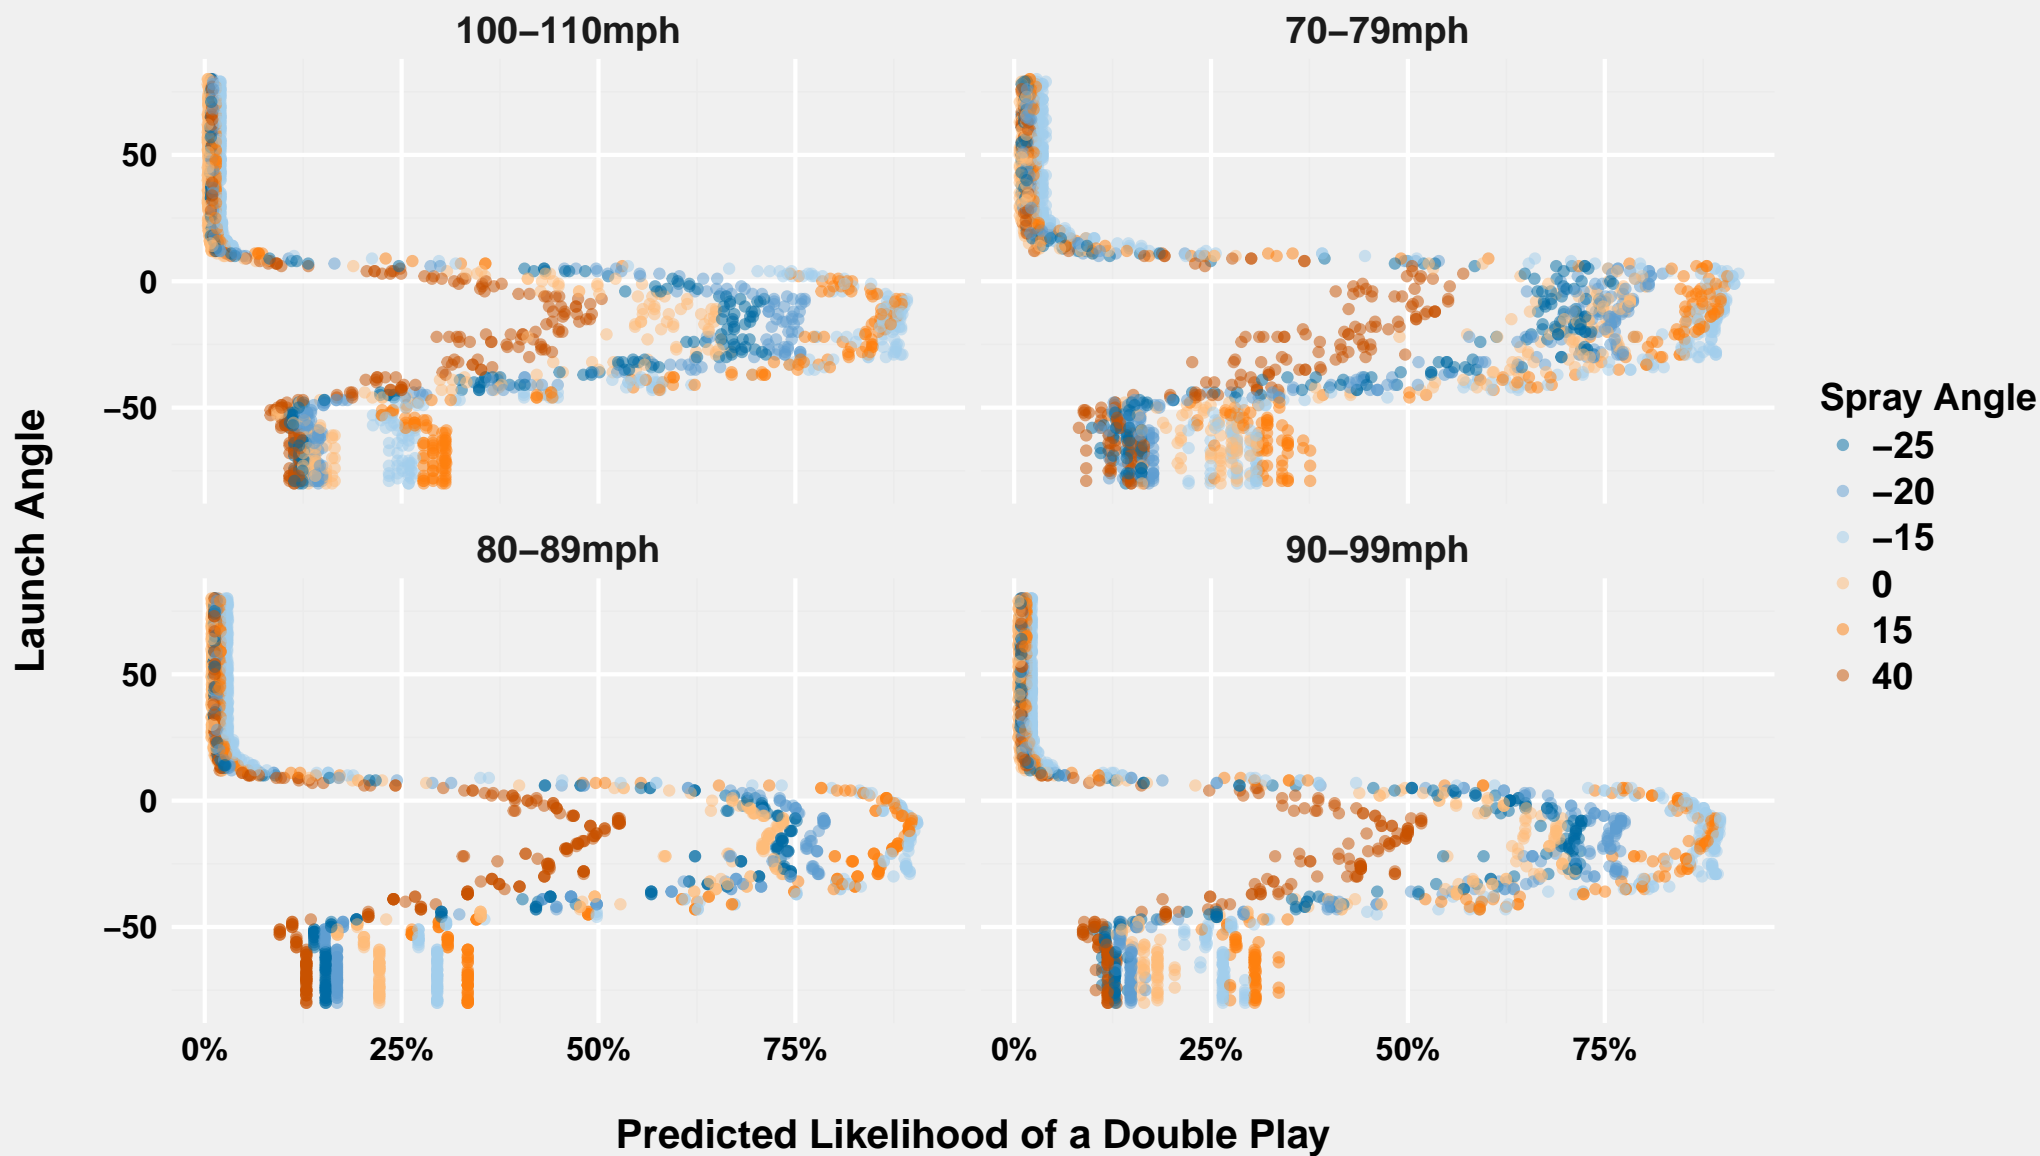 100–110mph
70–79mph
50
0
–50
80–89mph
90–99mph
50
0
–50
0%
25%
50%
75%
0%
25%
50%
75%
Launch Angle
Predicted Likelihood of a Double Play
Spray Angle
–25
–20
–15
0
15
40